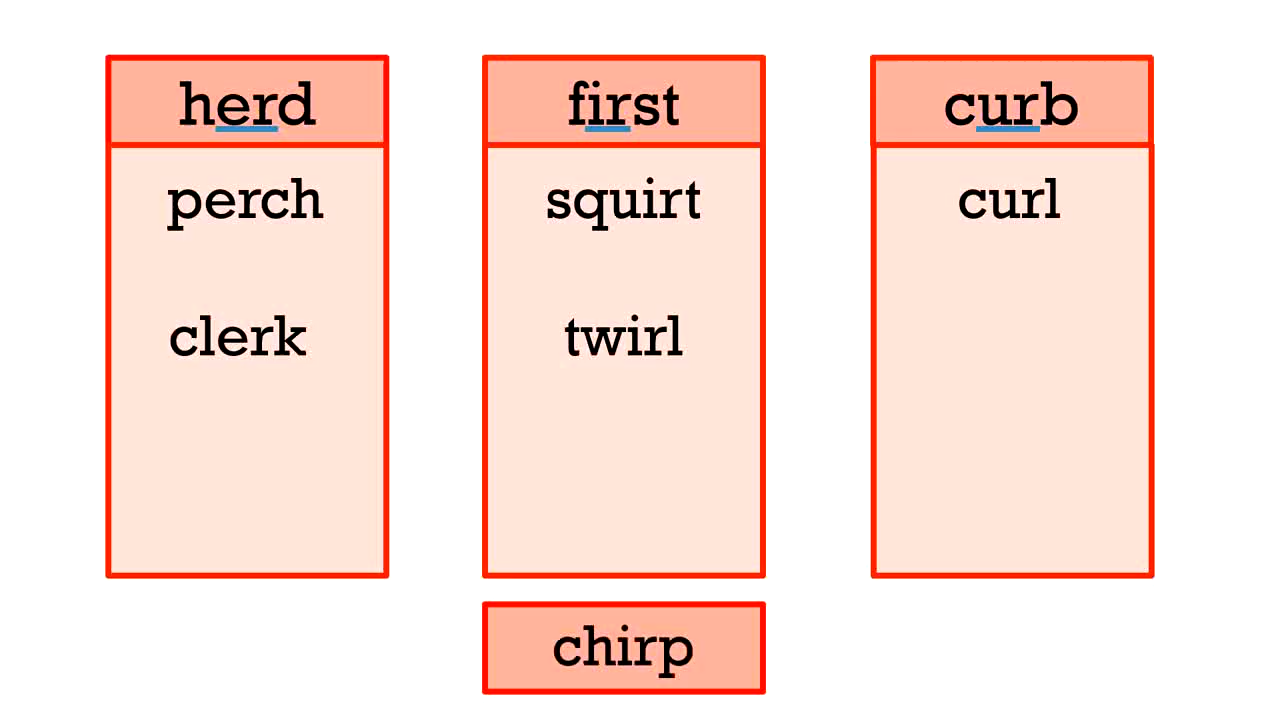 herd
perch
clerk
first
squirt
twirl
curb
curl
chirp